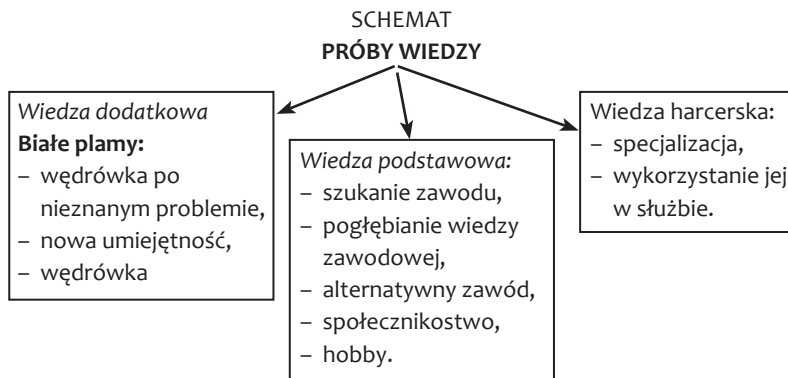 SCHEMAT
PRÓBY WIEDZY
Wiedza dodatkowa
Białe plamy:
– wędrówka po
nieznanym problemie,
– nowa umiejętność,
– wędrówka
Wiedza podstawowa:
– szukanie zawodu,
– pogłębianie wiedzy
zawodowej,
– alternatywny zawód,
– społecznikostwo,
– hobby.
Wiedza harcerska:
– specjalizacja,
– wykorzystanie jej
w służbie.